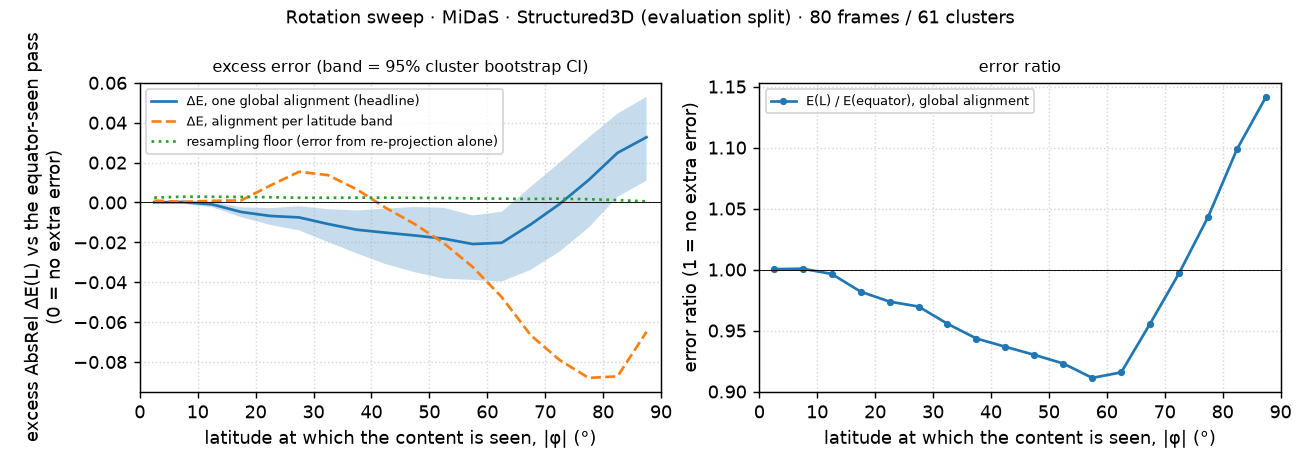 Rotation sweep · MiDaS · Structured3D (evaluation split) · 80 frames / 61 clusters
excess error (band = 95% cluster bootstrap CI)
excess AbsRel ΔE(L) vs the equator-seen pass
(0 = no extra error)
0.06
0.04
0.02
0.00
−0.02
−0.04
−0.06
−0.08
ΔE, one global alignment (headline)
ΔE, alignment per latitude band
resampling floor (error from re-projection alone)
0 10 20 30 40 50 60 70 80 90
latitude at which the content is seen, |φ| (°)
error ratio
error ratio (1 = no extra error)
1.15
1.10
1.05
1.00
0.95
0.90
E(L) / E(equator), global alignment
0 10 20 30 40 50 60 70 80 90
latitude at which the content is seen, |φ| (°)